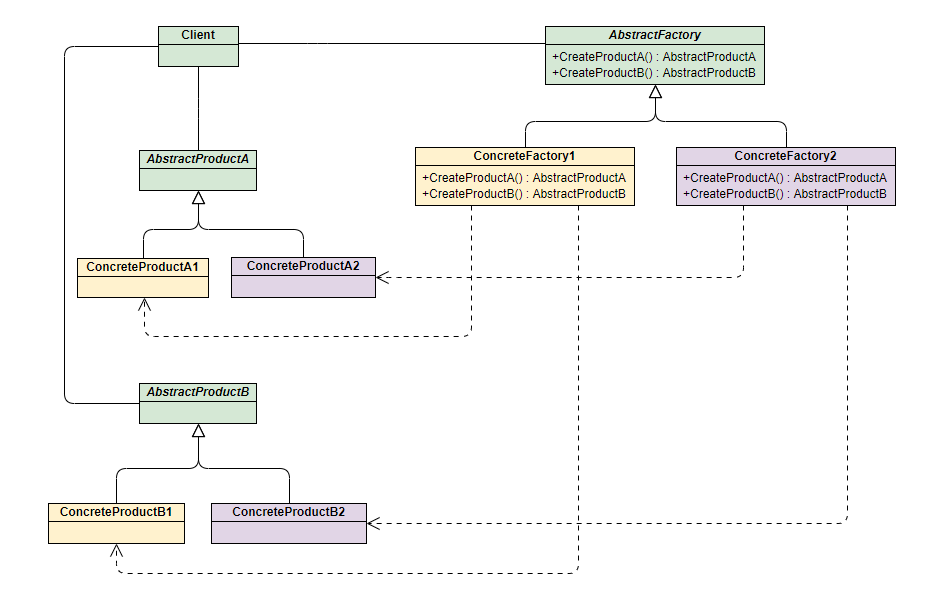 Client
AbstractFactory
+CreateProductA() : AbstractProductA
+CreateProductB() : AbstractProductB
AbstractProductA
ConcreteFactory1
+CreateProductA() : AbstractProductA
+CreateProductB() : AbstractProductB
ConcreteFactory2
+CreateProductA() : AbstractProductA
+CreateProductB() : AbstractProductB
ConcreteProductA1
ConcreteProductA2
AbstractProductB
ConcreteProductB1
ConcreteProductB2